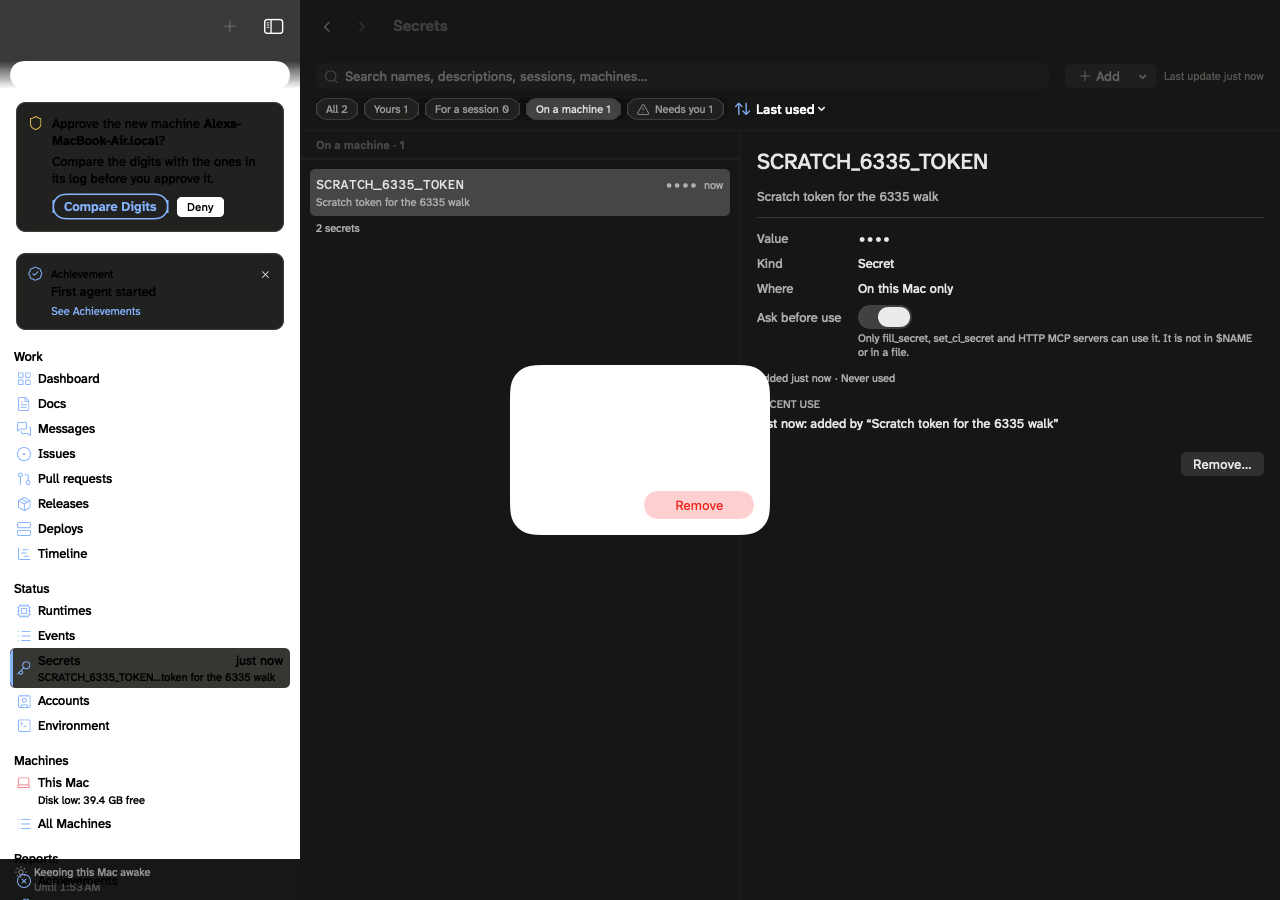 Secrets
Search names, descriptions, sessions, machines...
Add
Last update just now
All 2
Yours 1
For a session 0
On a machine 1
Needs you 1
Last used
Approve the new machine Alexs-
MacBook-Air.local?
Compare the digits with the ones in
its log before you approve it.
Compare Digits
Deny
Achievement
First agent started
See Achievements
Work
Dashboard
Docs
Messages
Issues
Pull requests
Releases
Deploys
Timeline
Status
Runtimes
Events
Secrets
just now
SCRATCH_6335_TOKEN...token for the 6335 walk
Accounts
Environment
Machines
This Mac
Disk low: 39.4 GB free
All Machines
Reports
Keeping this Mac awake
Achievements
Until 1:53 AM
On a machine · 1
SCRATCH_6335_TOKEN
•••• now
Scratch token for the 6335 walk
2 secrets
SCRATCH_6335_TOKEN
Scratch token for the 6335 walk
Value ••••
Kind Secret
Where On this Mac only
Ask before use
Only fill_secret, set_ci_secret and HTTP MCP servers can use it. It is not in $NAME
or in a file.
dded just now · Never used
CENT USE
st now: added by “Scratch token for the 6335 walk”
Remove...
Remove